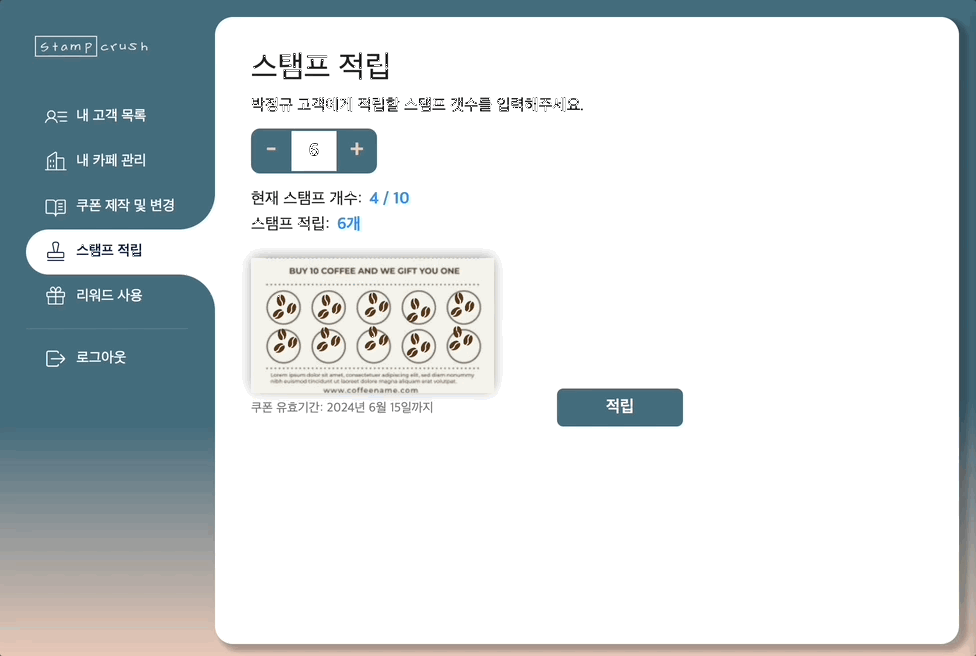 stamp crush
내 고객 목록
내 카페 관리
쿠폰 제작 및 변경
스탬프 적립
리워드 사용
로그아웃
스탬프 적립
박정규 고객에게 적립할 스탬프 갯수를 입력해주세요.
- 6 +
현재 스탬프 개수: 4 / 10
스탬프 적립: 6개
BUY 10 COFFEE AND WE GIFT YOU ONE
Lorem ipsum dolor sit amet, consectetuer adipiscing elit, sed diem nonummy
nibh euismod tincidunt ut laoreet dolore magna aliquam erat volutpat.
www.coffeename.com
쿠폰 유효기간: 2024년 6월 15일까지
적립